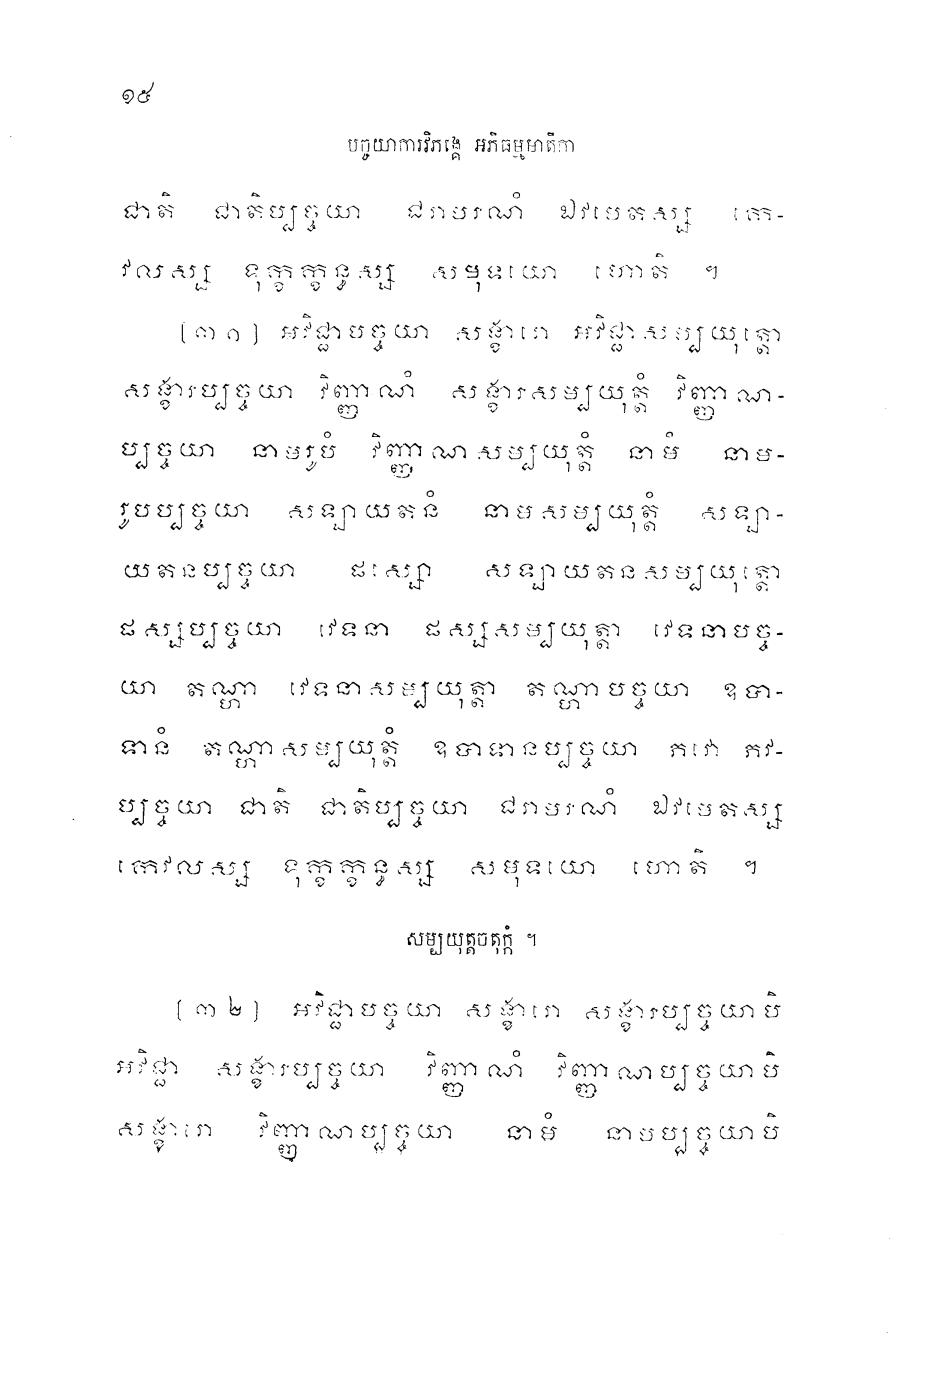 ១៥
បច្ចយាការវិភង្គេ អភិធម្មមាតិកា
ជាតិ ជាតិប្បច្ចយា ជរាមរណំ ឯវមេតស្ស កេ-
វលស្ស ទុក្ខក្ខន្ធស្ស សមុទយោ ហោតិ ។
[៣១] អវិជ្ជាបច្ចយា សង្ខារោ អវិជ្ជាសម្បយុត្តោ
សង្ខារប្បច្ចយា វិញ្ញាណំ សង្ខារសម្បយុត្តំ វិញ្ញាណ-
ប្បច្ចយា នាមរូបំ វិញ្ញាណសម្បយុត្តំ នាមំ នាម-
រូបប្បច្ចយា សឡាយតនំ នាមសម្បយុត្តំ សឡា-
យតនប្បច្ចយា ផស្សោ សឡាយតនសម្បយុត្តោ
ផស្សប្បច្ចយា វេទនា ផស្សសម្បយុត្តា វេទនាបច្ច-
យា តណ្ហា វេទនាសម្បយុត្តា តណ្ហាបច្ចយា ឧបា-
ទានំ តណ្ហាសម្បយុត្តំ ឧបាទានប្បច្ចយា ភវោ ភវ-
ប្បច្ចយា ជាតិ ជាតិប្បច្ចយា ជរាមរណំ ឯវមេតស្ស
កេវលស្ស ទុក្ខក្ខន្ធស្ស សមុទយោ ហោតិ ។
សម្បយុត្តចតុក្កំ ។
[៣២] អវិជ្ជាបច្ចយា សង្ខារោ សង្ខារប្បច្ចយាបិ
អវិជ្ជា សង្ខារប្បច្ចយា វិញ្ញាណំ វិញ្ញាណប្បច្ចយាបិ
សង្ខារោ វិញ្ញាណប្បច្ចយា នាមំ នាមប្បច្ចយាបិ